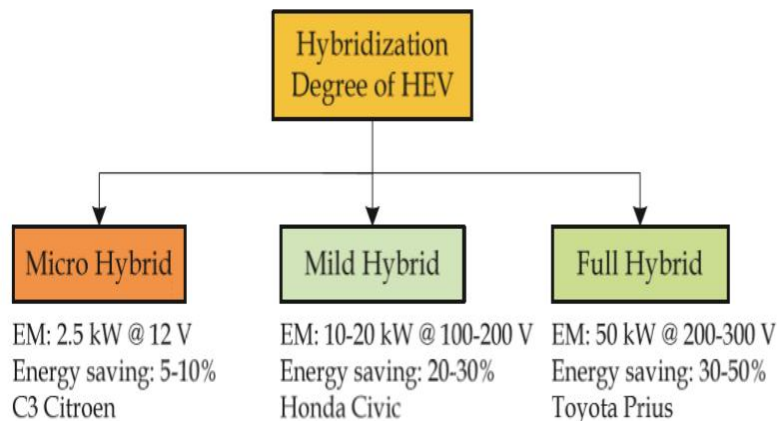 Hybridization
Degree of HEV
Micro Hybrid
EM: 2.5 kW @ 12 V
Energy saving: 5-10%
C3 Citroen
Mild Hybrid
EM: 10-20 kW @ 100-200 V
Energy saving: 20-30%
Honda Civic
Full Hybrid
EM: 50 kW @ 200-300 V
Energy saving: 30-50%
Toyota Prius